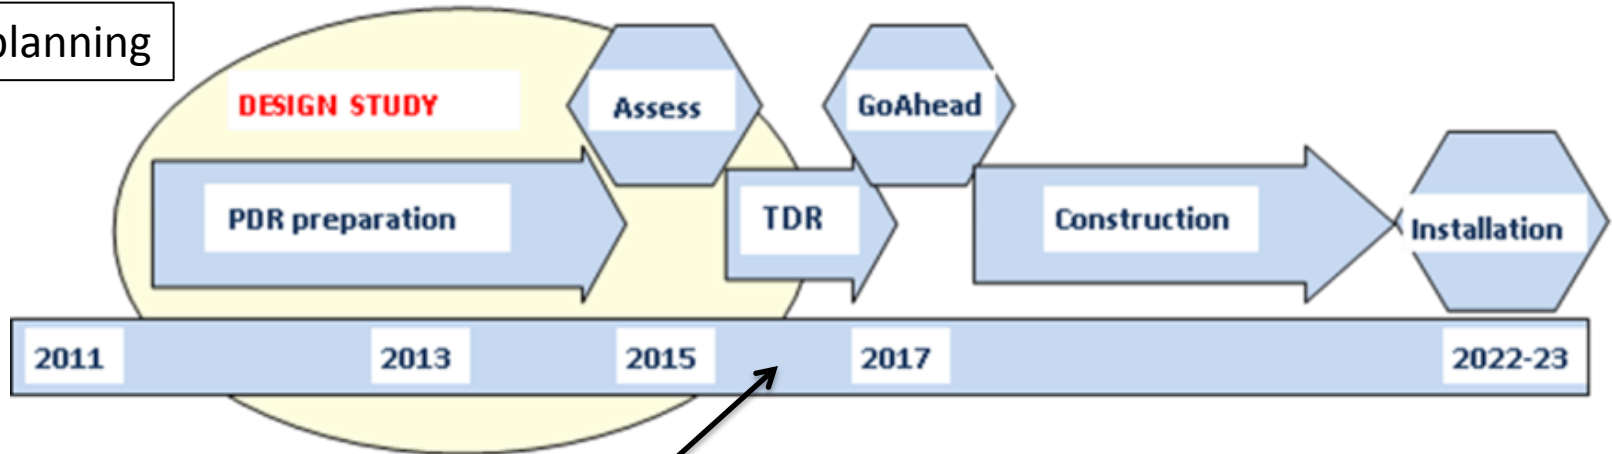 planning
DESIGN STUDY
Assess
GoAhead
PDR preparation
TDR
Construction
Installation
2011
2013
2015
2017
2022-23